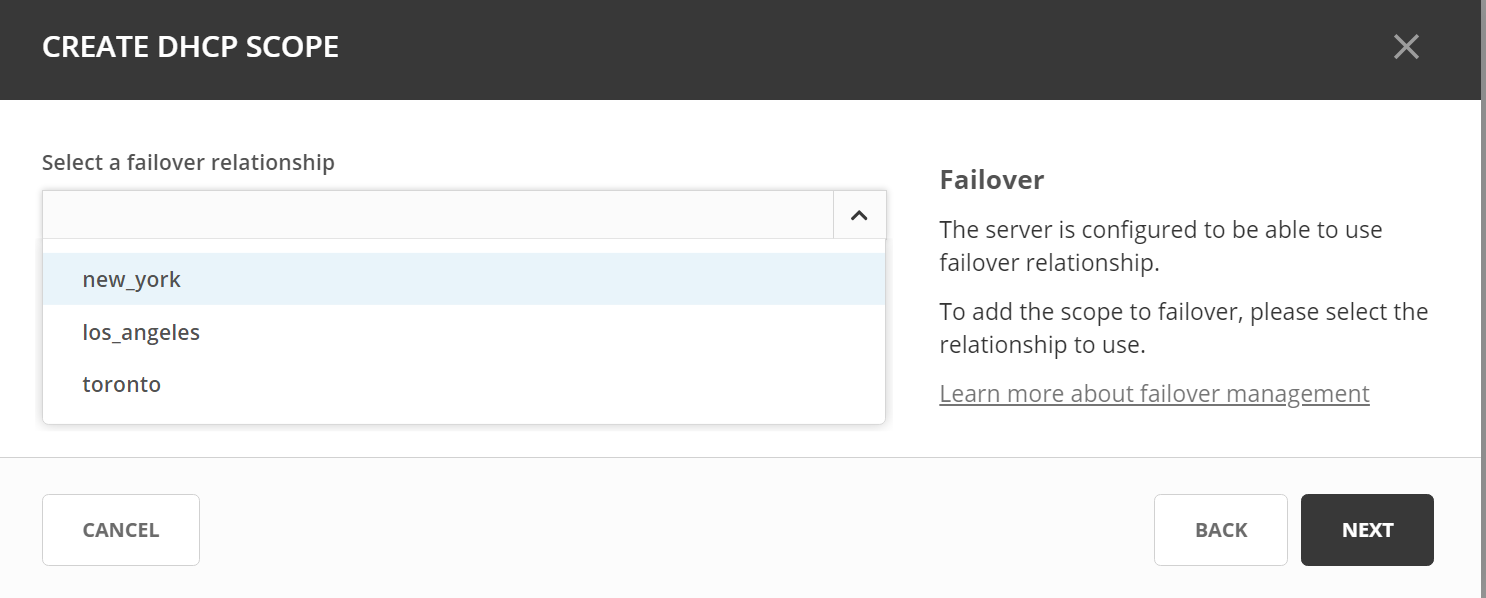 CREATE DHCP SCOPE
Select a failover relationship
new_york
los_angeles
toronto
Failover
The server is configured to be able to use
failover relationship.
To add the scope to failover, please select the
relationship to use.
Learn more about failover management
CANCEL
BACK
NEXT